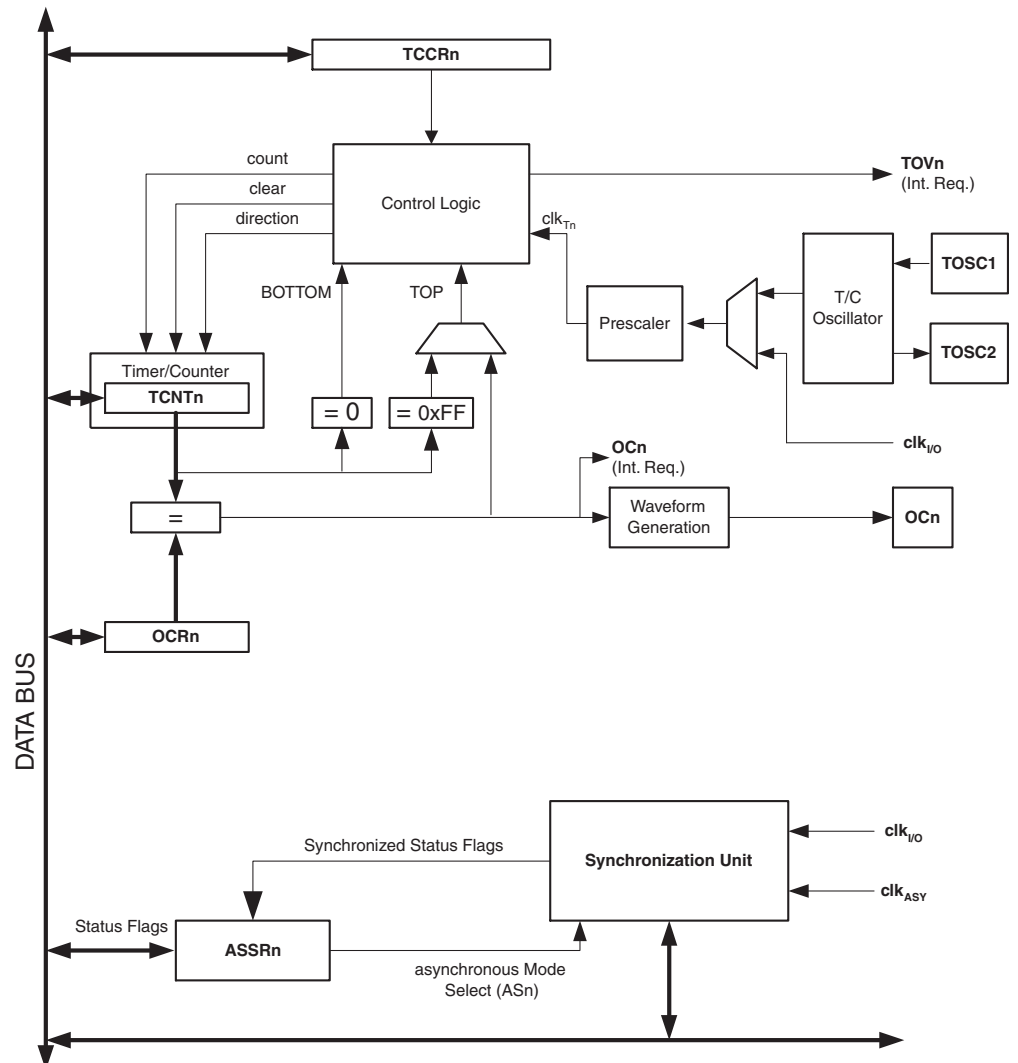 TCCRn
count
clear
direction
Control Logic
TOVn
(Int. Req.)
clkTn
BOTTOM
TOP
Prescaler
T/C
Oscillator
TOSC1
TOSC2
Timer/Counter
TCNTn
= 0
= 0xFF
clkI/O
OCn
(Int. Req.)
=
Waveform
Generation
OCn
OCRn
DATA BUS
Synchronized Status Flags
Synchronization Unit
clkI/O
clkASY
Status Flags
ASSRn
asynchronous Mode
Select (ASn)